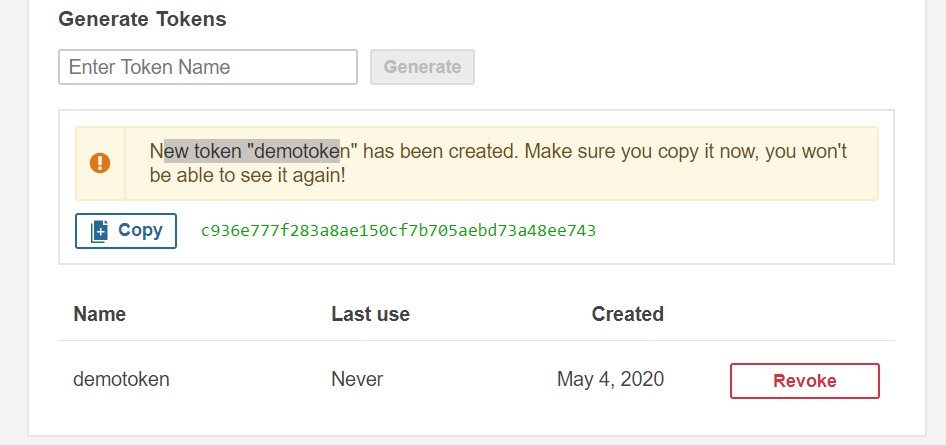 Generate Tokens
Enter Token Name
Generate
New token "demotoken" has been created. Make sure you copy it now, you won't
be able to see it again!
Copy
c936e777f283a8ae150cf7b705aebd73a48ee743
Name Last use Created
demotoken Never May 4, 2020 Revoke